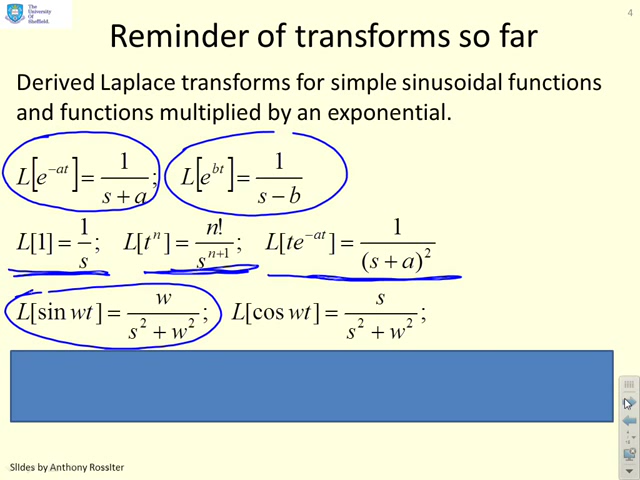 The
University
Of
Sheffield.
4
Reminder of transforms so far
Derived Laplace transforms for simple sinusoidal functions
and functions multiplied by an exponential.
L[e^{-at}] = 1/(s+a); L[e^{bt}] = 1/(s-b)
L[1] = 1/s; L[t^n] = n!/s^{n+1}; L[te^{-at}] = 1/(s+a)^2
L[sin wt] = w/(s^2+w^2); L[cos wt] = s/(s^2+w^2);
Slides by Anthony Rossiter